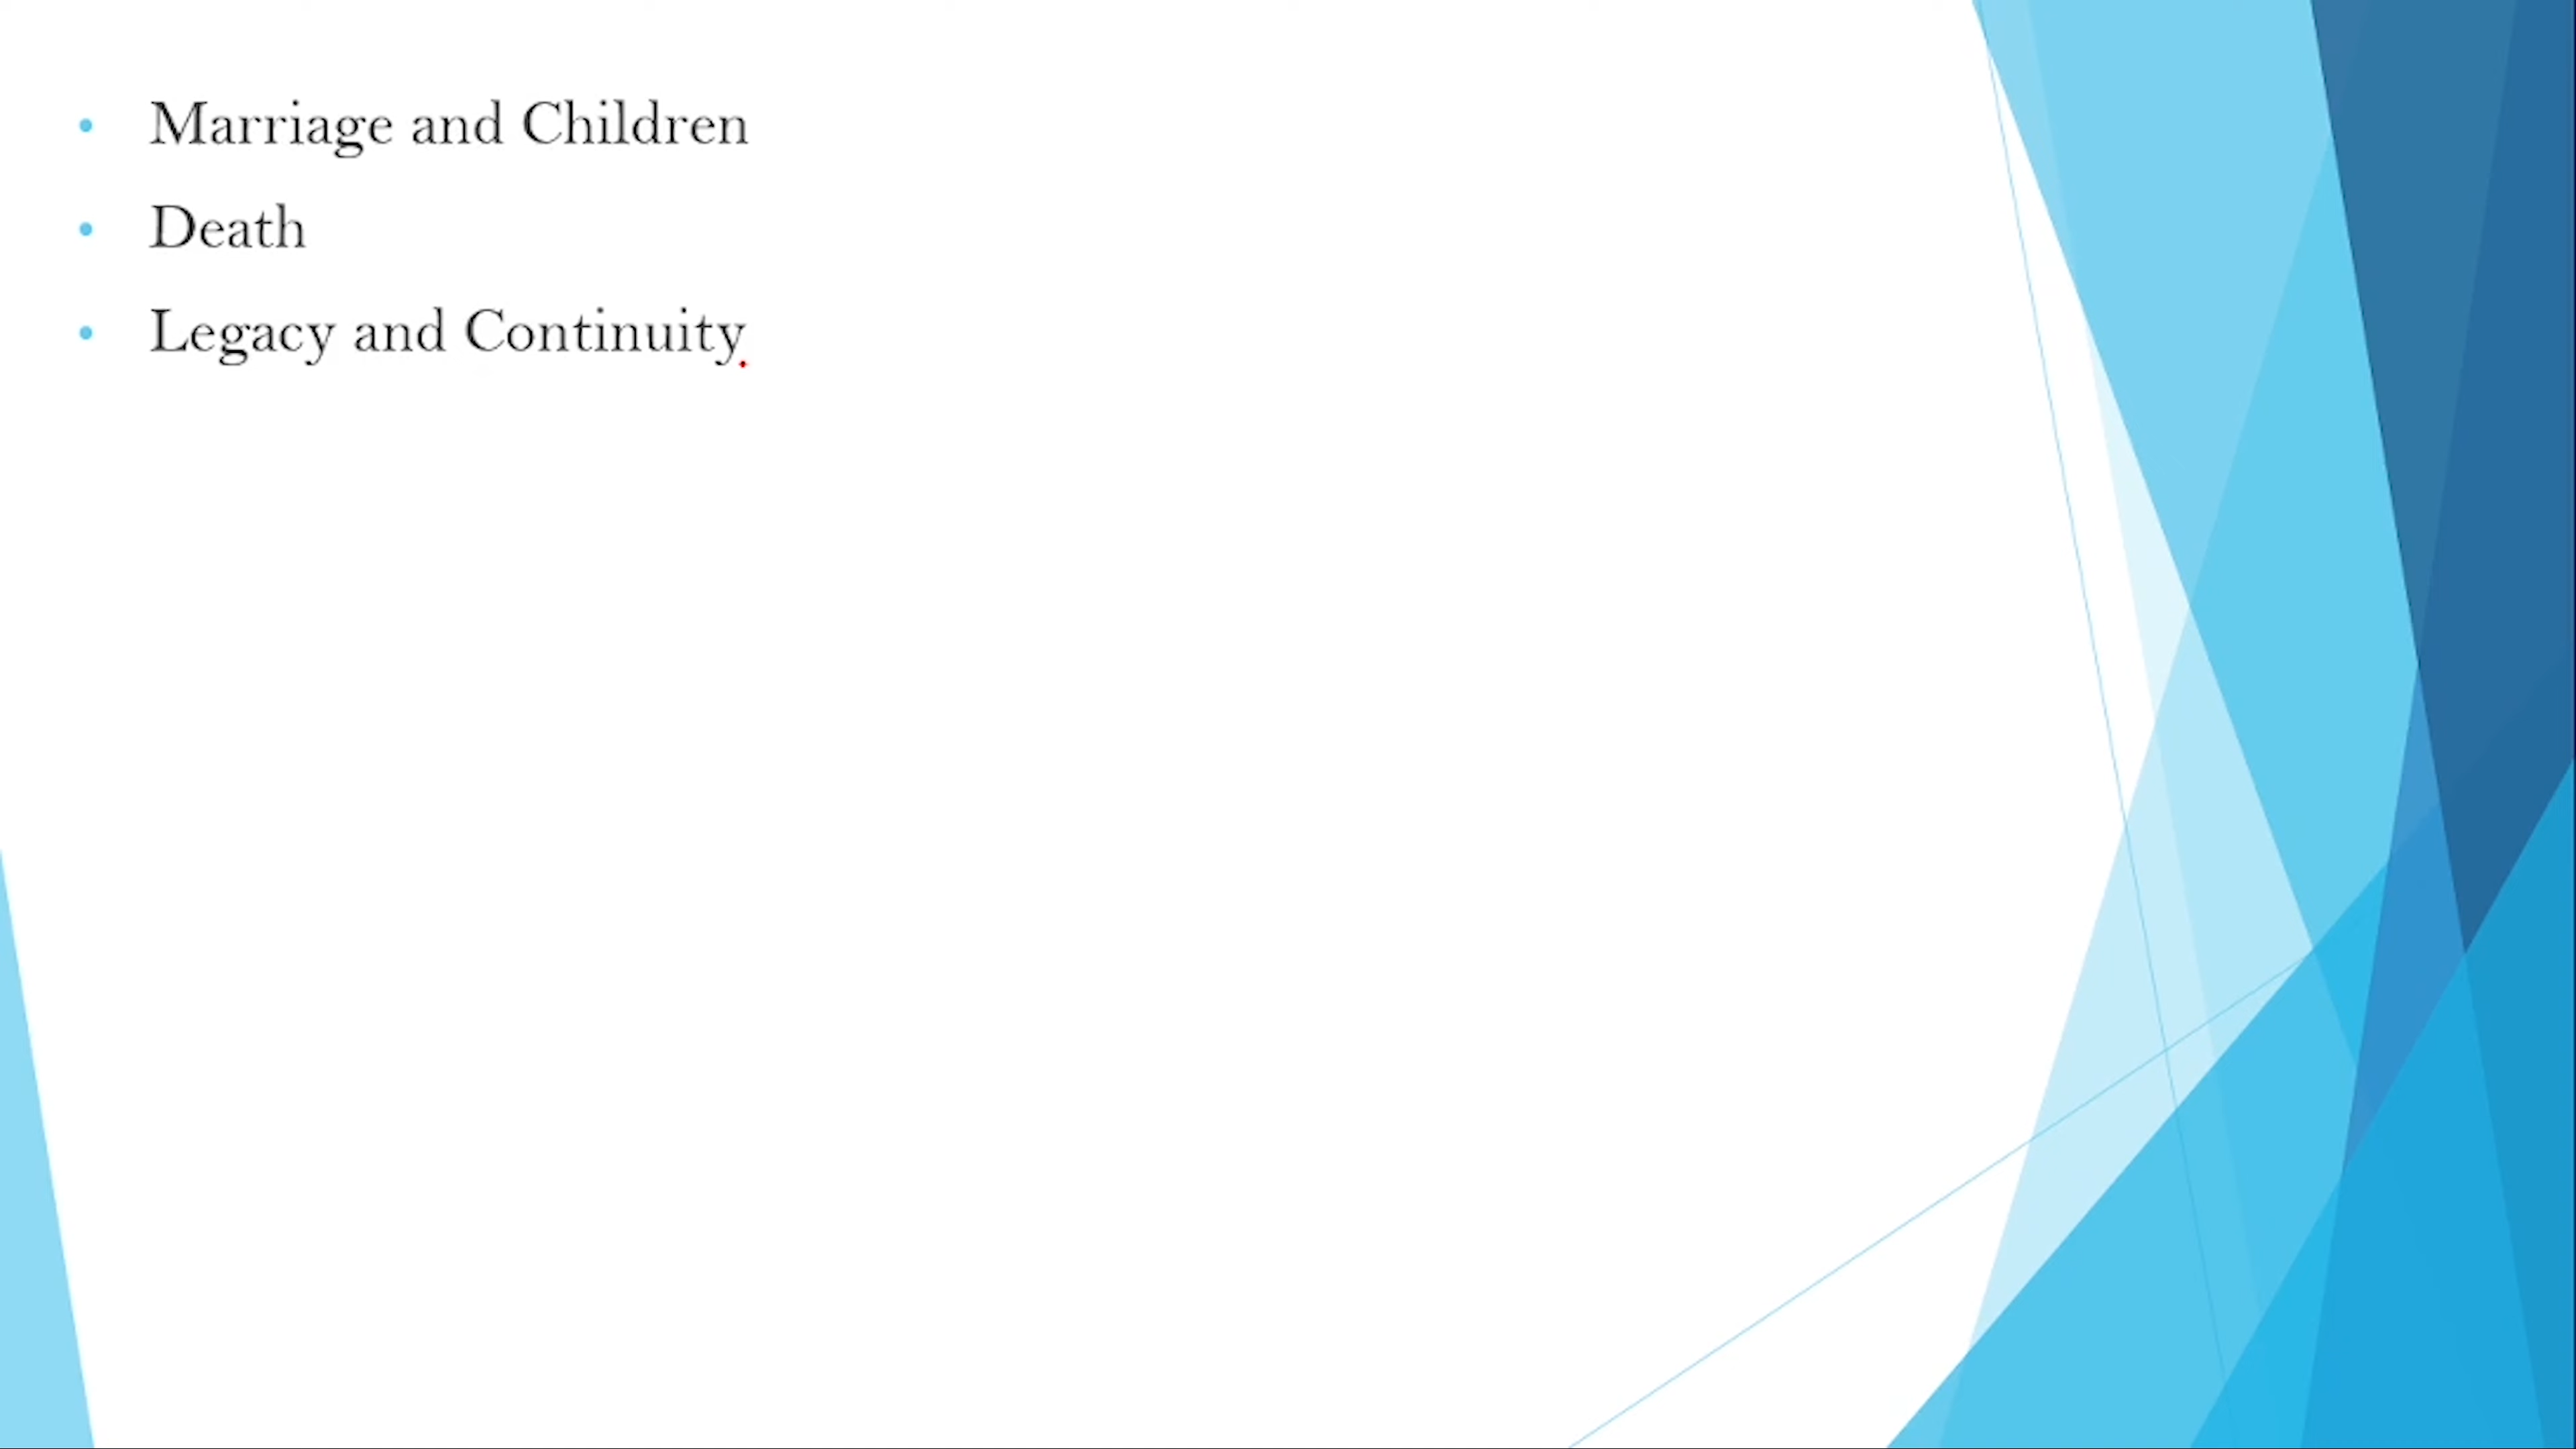 • Marriage and Children
• Death
• Legacy and Continuity